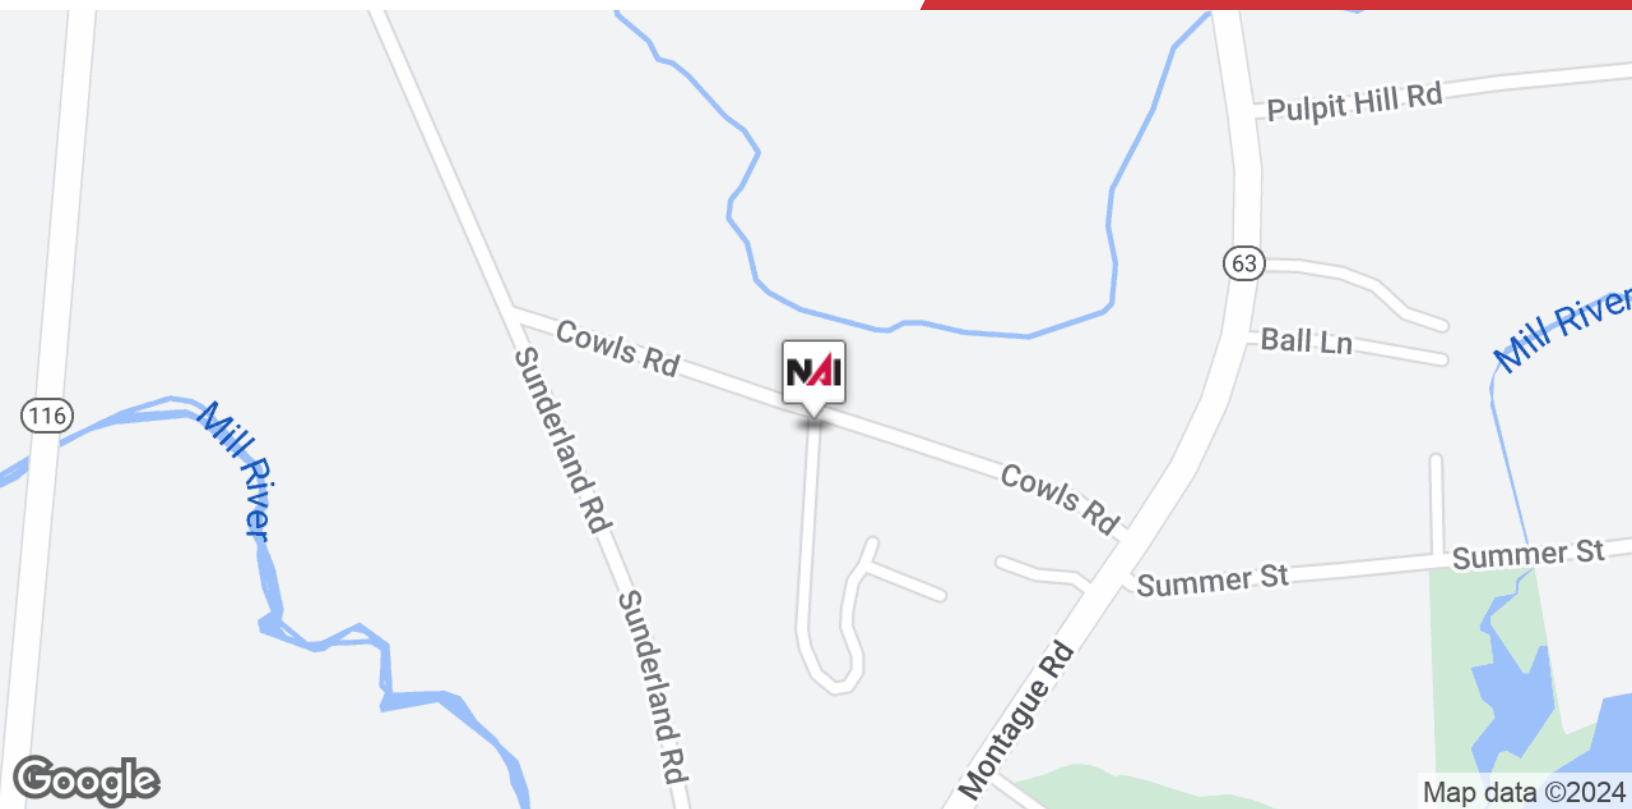 Pulpit Hill Rd
63
Mill River
Ball Ln
Cowls Rd
NAI
Sunderland Rd
116
Mill River
Cowls Rd
Summer St
Summer St
Sunderland Rd
Montague Rd
Google
Map data ©2024